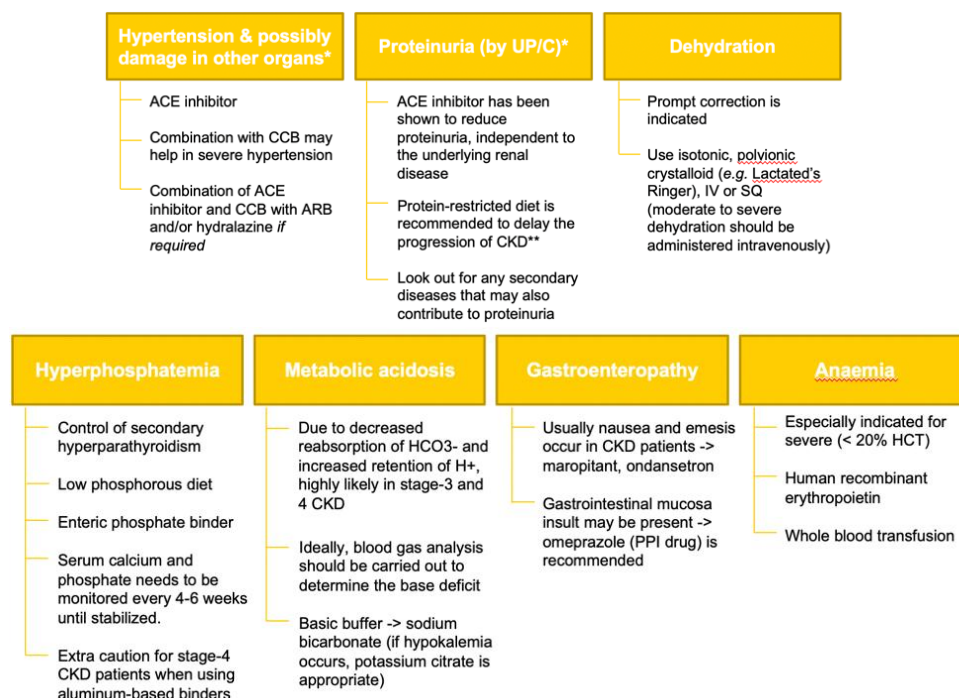 Hypertension & possibly
damage in other organs*
ACE inhibitor
Combination with CCB may
help in severe hypertension
Combination of ACE
inhibitor and CCB with ARB
and/or hydralazine if
required
Proteinuria (by UP/C)*
ACE inhibitor has been
shown to reduce
proteinuria, independent to
the underlying renal
disease
Protein-restricted diet is
recommended to delay the
progression of CKD**
Look out for any secondary
diseases that may also
contribute to proteinuria
Dehydration
Prompt correction is
indicated
Use isotonic, polvionic
crystalloid (e.g. Lactated's
Ringer), IV or SQ
(moderate to severe
dehydration should be
administered intravenously)
Hyperphosphatemia
Control of secondary
hyperparathyroidism
Low phosphorous diet
Enteric phosphate binder
Serum calcium and
phosphate needs to be
monitored every 4-6 weeks
until stabilized.
Extra caution for stage-4
CKD patients when using
aluminum-based binders
Metabolic acidosis
Due to decreased
reabsorption of HCO3- and
increased retention of H+,
highly likely in stage-3 and
4 CKD
Ideally, blood gas analysis
should be carried out to
determine the base deficit
Basic buffer -> sodium
bicarbonate (if hypokalemia
occurs, potassium citrate is
appropriate)
Gastroenteropathy
Usually nausea and emesis
occur in CKD patients ->
maropitant, ondansetron
Gastrointestinal mucosa
insult may be present ->
omeprazole (PPI drug) is
recommended
Anaemia
Especially indicated for
severe (< 20% HCT)
Human recombinant
erythropoietin
Whole blood transfusion